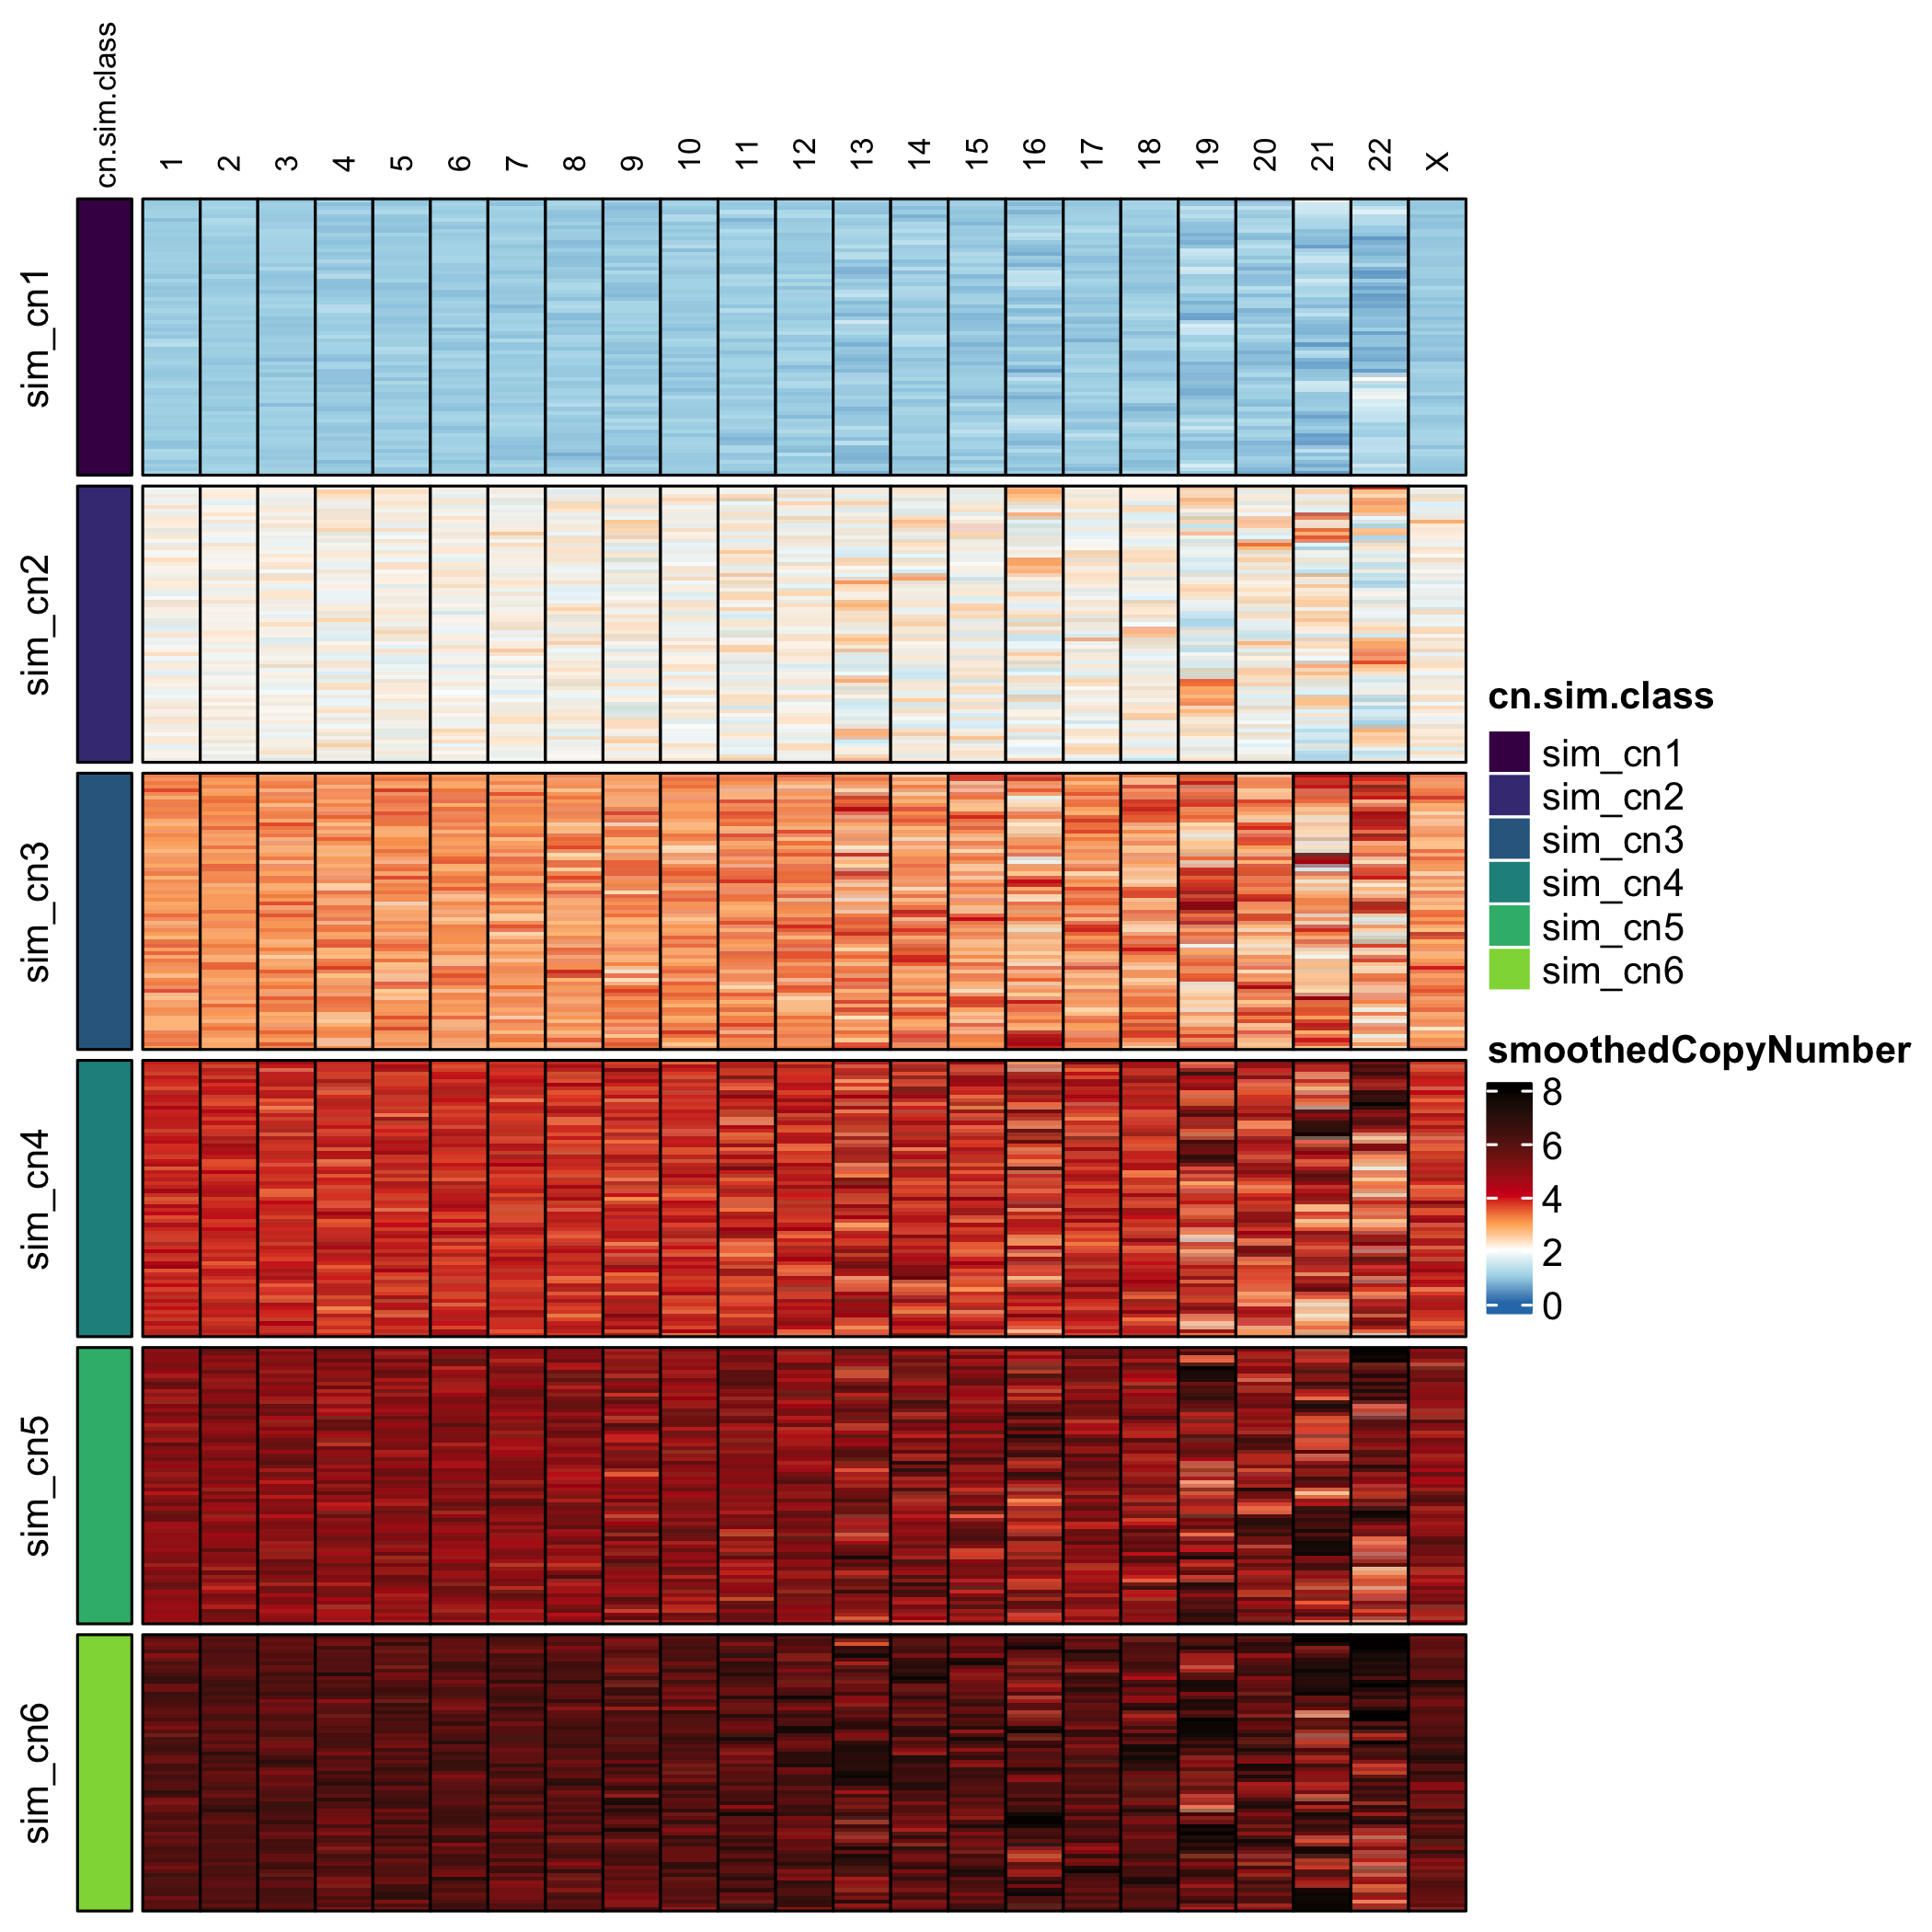 cn.sim.class
1 2 3 4 5 6 7 8 9 10 11 12 13 14 15 16 17 18 19 20 21 22 X
sim_cn1
sim_cn2
sim_cn3
sim_cn4
sim_cn5
sim_cn6
cn.sim.class
sim_cn1
sim_cn2
sim_cn3
sim_cn4
sim_cn5
sim_cn6
smoothedCopyNumber
8
6
4
2
0